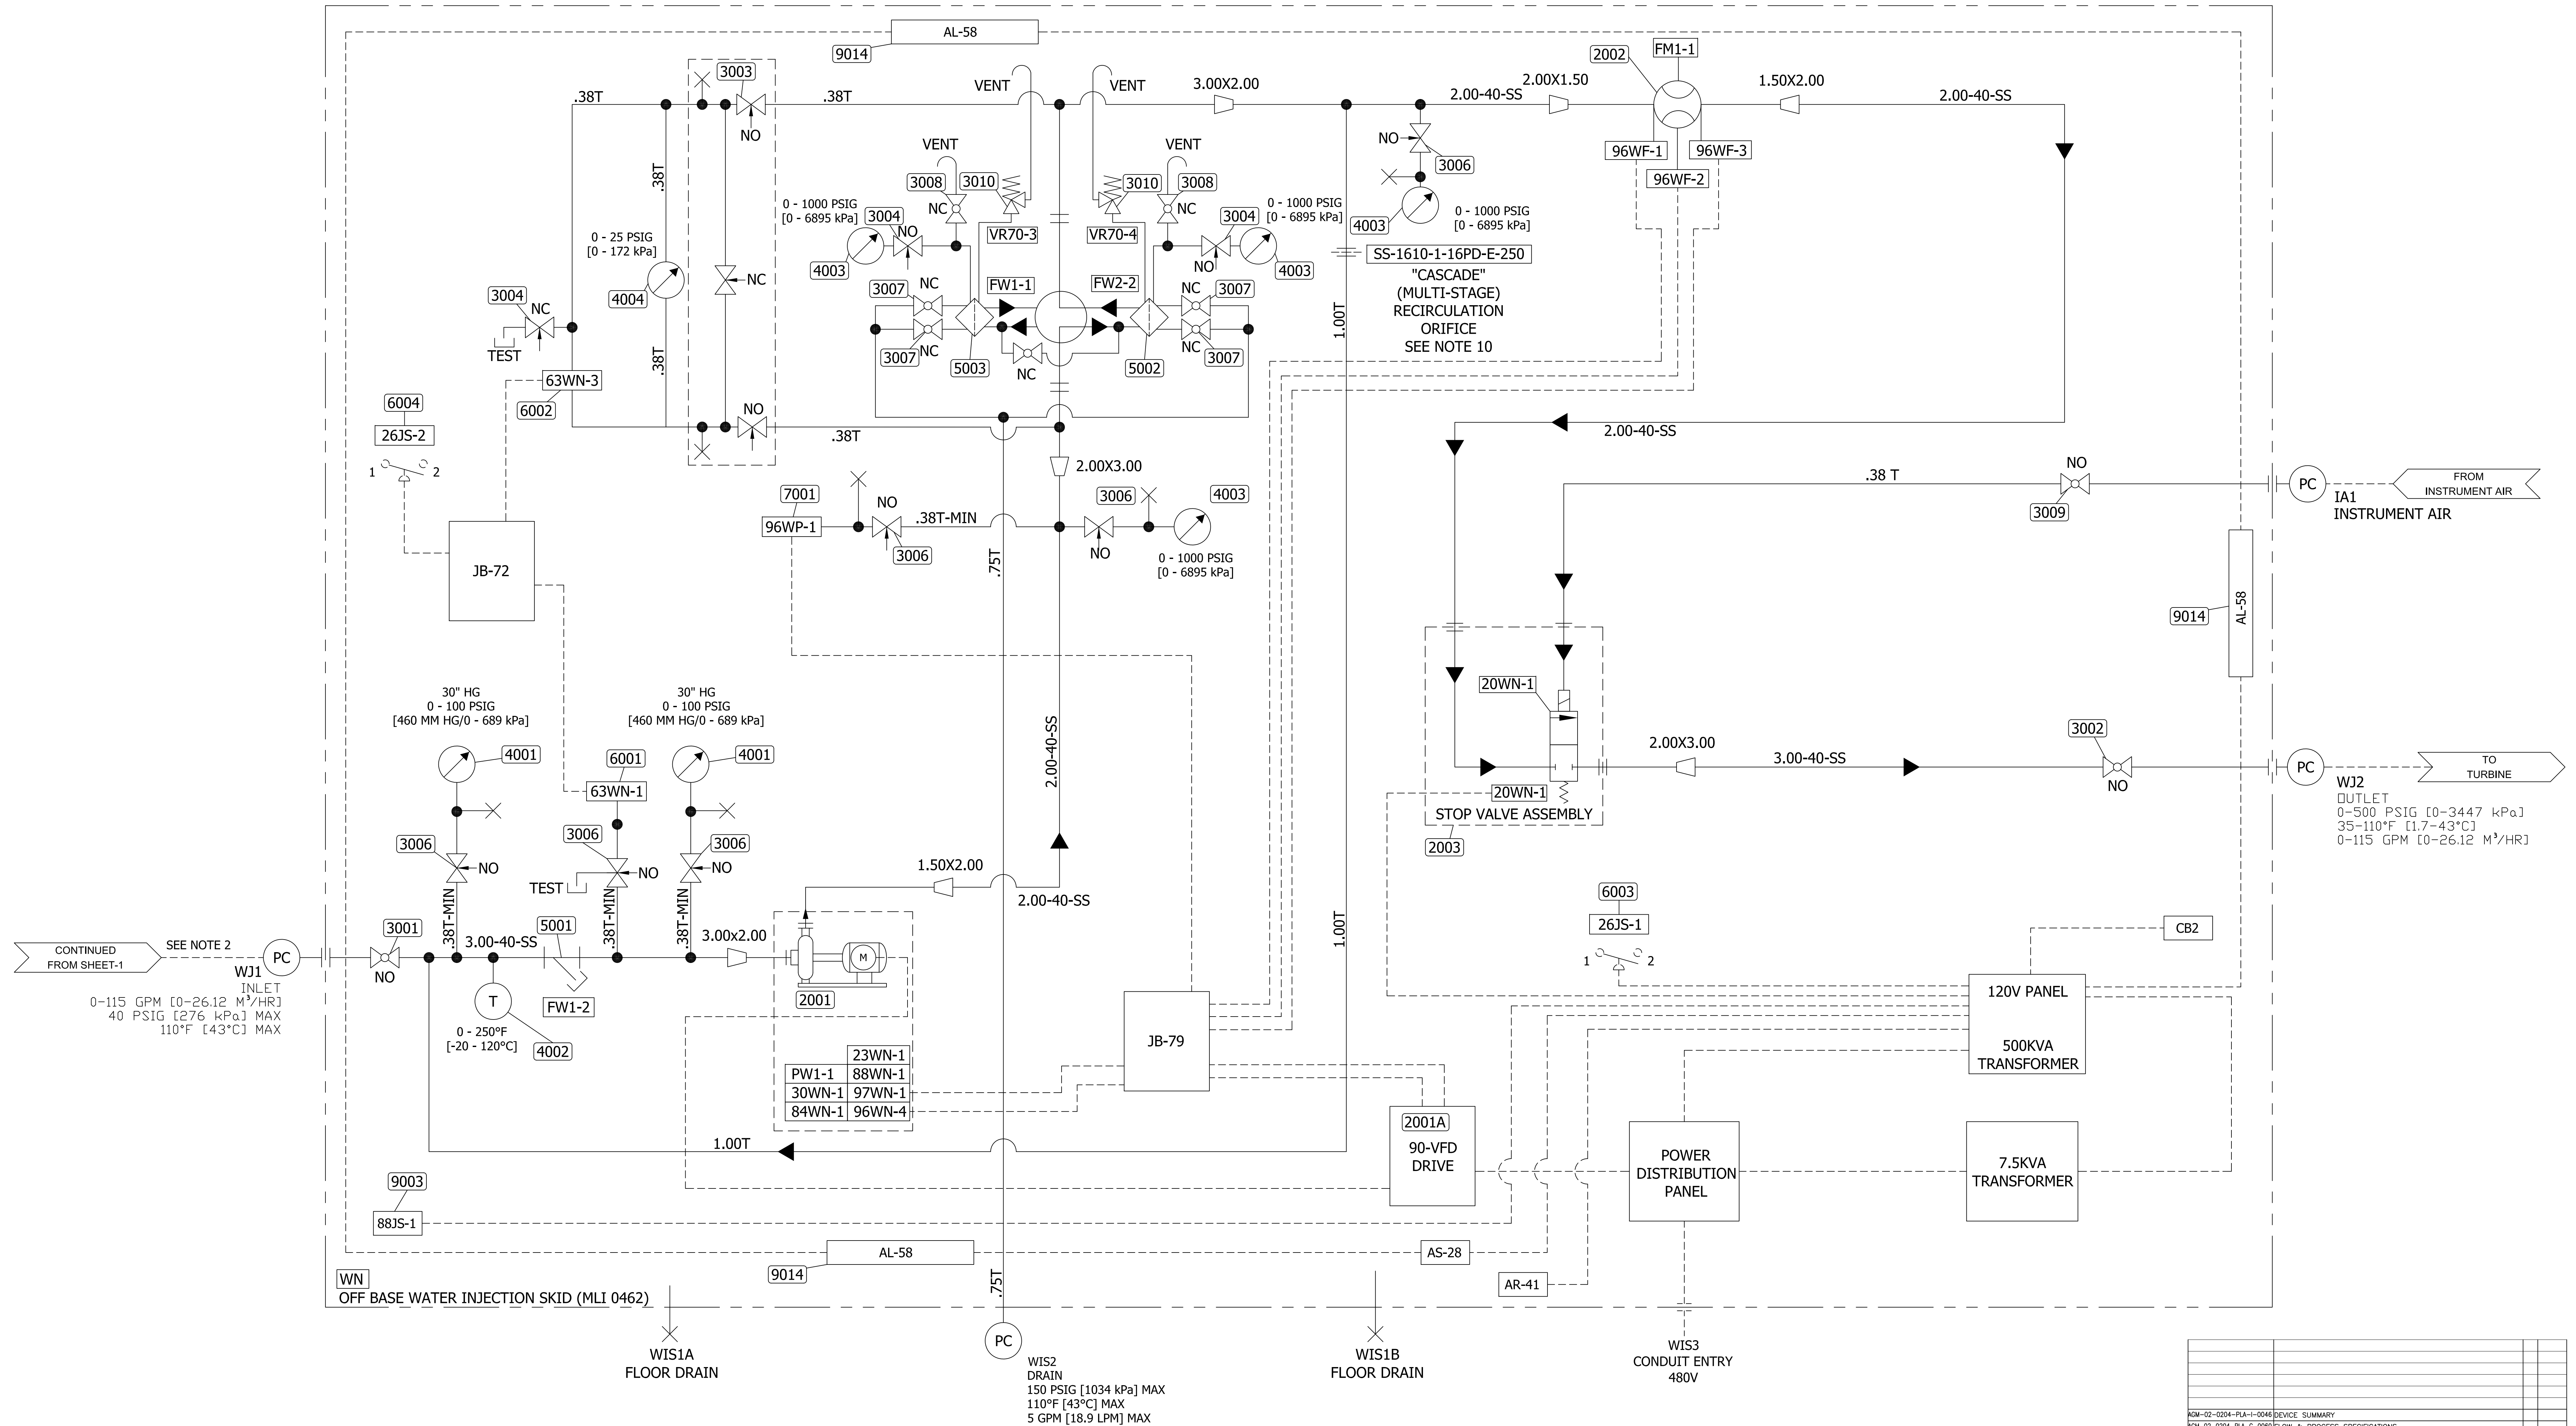 AL-58
9014
2002
FM1-1
3003
.38T
.38T
NO
VENT
VENT
3.00X2.00
2.00-40-SS
2.00X1.50
1.50X2.00
2.00-40-SS
96WF-1
96WF-3
96WF-2
NO
3006
4003
0 - 1000 PSIG
[0 - 6895 kPa]
VENT
VENT
3008
3010
3010
3008
NC
NC
0 - 1000 PSIG
[0 - 6895 kPa]
3004
NO
VR70-3
VR70-4
3004
NO
0 - 1000 PSIG
[0 - 6895 kPa]
4003
4003
.38T
0 - 25 PSIG
[0 - 172 kPa]
4004
NC
.38T
3004
NC
TEST
63WN-3
6002
6004
26JS-2
1
2
NO
.38T
3007
NC
FW1-1
FW2-2
NC
3007
3007
NC
5003
NC
5002
NC
3007
SS-1610-1-16PD-E-250
"CASCADE"
(MULTI-STAGE)
RECIRCULATION
ORIFICE
SEE NOTE 10
1.00T
2.00-40-SS
2.00X3.00
7001
96WP-1
NO
.38T-MIN
3006
3006
NO
4003
0 - 1000 PSIG
[0 - 6895 kPa]
JB-72
.75T
.38 T
NO
3009
PC
IA1
INSTRUMENT AIR
FROM
INSTRUMENT AIR
9014
AL-58
30" HG
0 - 100 PSIG
[460 MM HG/0 - 689 kPa]
4001
30" HG
0 - 100 PSIG
[460 MM HG/0 - 689 kPa]
4001
6001
63WN-1
3006
NO
3006
NO
TEST
3006
NO
.38T-MIN
.38T-MIN
.38T-MIN
2.00-40-SS
20WN-1
20WN-1
STOP VALVE ASSEMBLY
2003
2.00X3.00
3.00-40-SS
3002
NO
PC
WJ2
OUTLET
0-500 PSIG [0-3447 kPa]
35-110°F [1.7-43°C]
0-115 GPM [0-26.12 M³/HR]
TO
TURBINE
1.50X2.00
2.00-40-SS
CONTINUED
FROM SHEET-1
SEE NOTE 2
PC
WJ1
INLET
0-115 GPM [0-26.12 M³/HR]
40 PSIG [276 kPa] MAX
110°F [43°C] MAX
3001
NO
3.00-40-SS
5001
FW1-2
T
0 - 250°F
[-20 - 120°C]
4002
3.00x2.00
M
2001
23WN-1
PW1-1 88WN-1
30WN-1 97WN-1
84WN-1 96WN-4
1.00T
1.00T
JB-79
6003
26JS-1
1
2
CB2
120V PANEL
500KVA
TRANSFORMER
2001A
90-VFD
DRIVE
POWER
DISTRIBUTION
PANEL
7.5KVA
TRANSFORMER
9003
88JS-1
AL-58
9014
AS-28
AR-41
.75T
WN
OFF BASE WATER INJECTION SKID (MLI 0462)
WIS1A
FLOOR DRAIN
PC
WIS2
DRAIN
150 PSIG [1034 kPa] MAX
110°F [43°C] MAX
5 GPM [18.9 LPM] MAX
WIS1B
FLOOR DRAIN
WIS3
CONDUIT ENTRY
480V
AGM-02-0204-PLA-I-0046 DEVICE SUMMARY